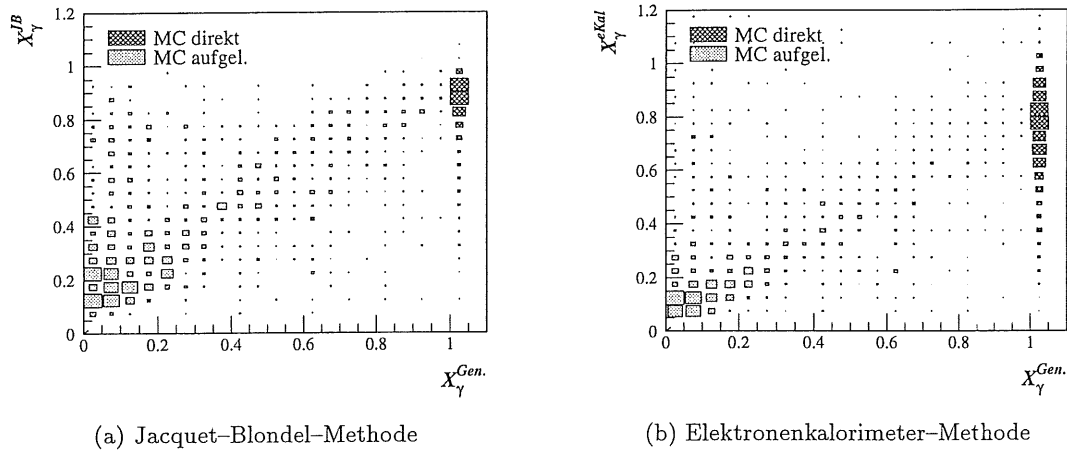 X_γ^{JB}
1.2
1
0.8
0.6
0.4
0.2
0
MC direkt
MC aufgel.
0 0.2 0.4 0.6 0.8 1
X_γ^{Gen.}
(a) Jacquet–Blondel–Methode
X_γ^{eKal}
1.2
1
0.8
0.6
0.4
0.2
0
MC direkt
MC aufgel.
0 0.2 0.4 0.6 0.8 1
X_γ^{Gen.}
(b) Elektronenkalorimeter–Methode